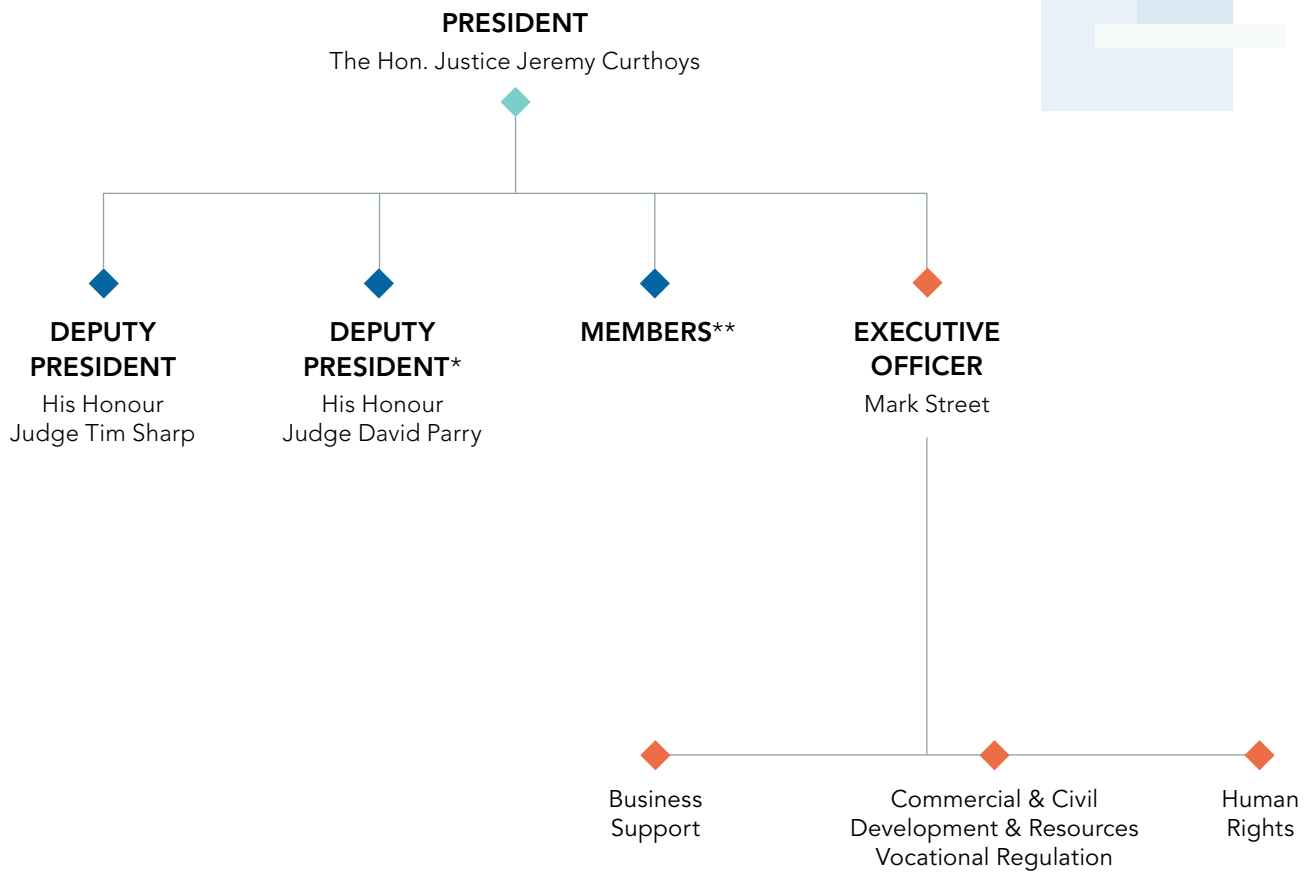 PRESIDENT
The Hon. Justice Jeremy Curthoys
DEPUTY
PRESIDENT
His Honour
Judge Tim Sharp
DEPUTY
PRESIDENT*
His Honour
Judge David Parry
MEMBERS**
EXECUTIVE
OFFICER
Mark Street
Business
Support
Commercial & Civil
Development & Resources
Vocational Regulation
Human
Rights